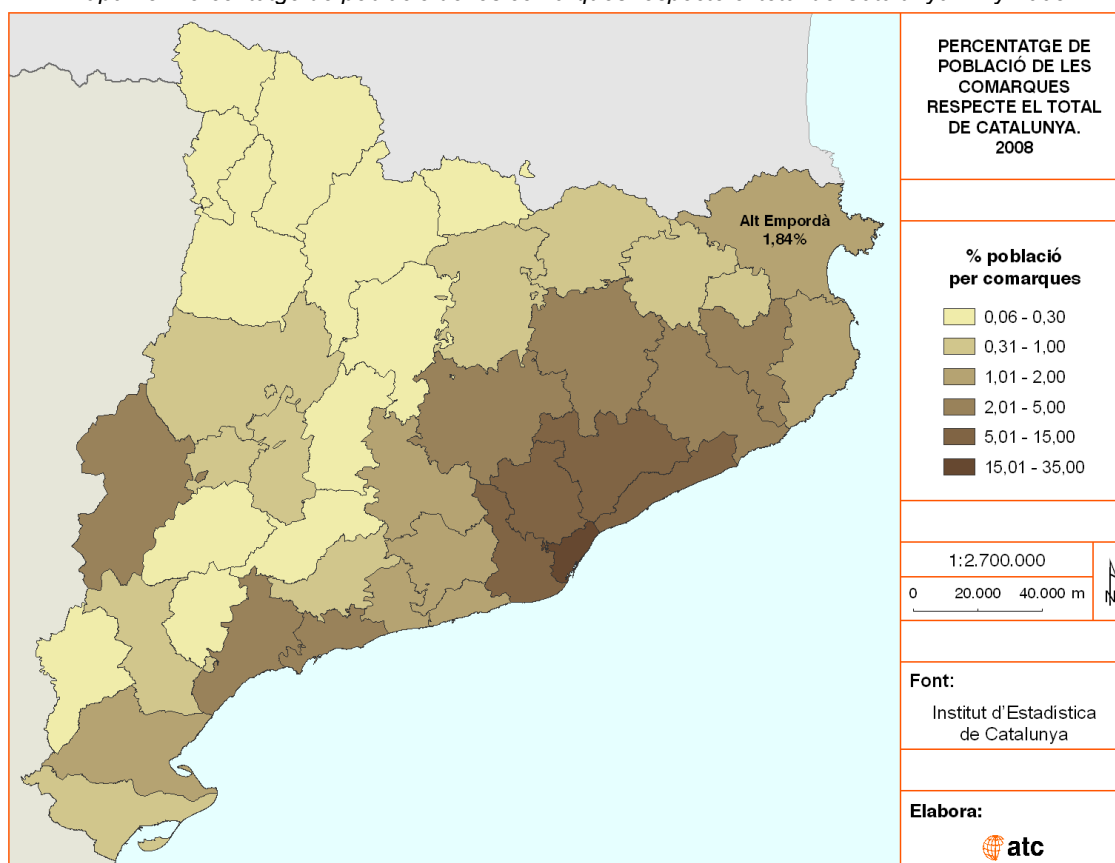 PERCENTATGE DE
POBLACIÓ DE LES
COMARQUES
RESPECTE EL TOTAL
DE CATALUNYA.
2008
Alt Empordà
1,84%
% població
per comarques
0,06 - 0,30
0,31 - 1,00
1,01 - 2,00
2,01 - 5,00
5,01 - 15,00
15,01 - 35,00
1:2.700.000
0 20.000 40.000 m
N
Font:
Institut d'Estadística
de Catalunya
Elabora:
atc